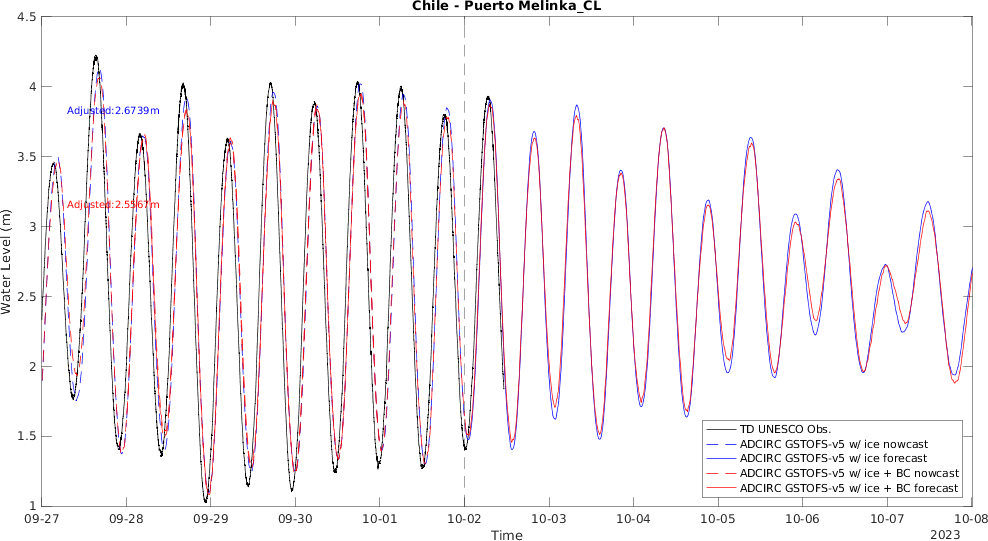 Chile - Puerto Melinka_CL
Water Level (m)
4.5
4
3.5
3
2.5
2
1.5
1
Adjusted:2.6739m
Adjusted:2.5567m
TD UNESCO Obs.
ADCIRC GSTOFS-v5 w/ ice nowcast
ADCIRC GSTOFS-v5 w/ ice forecast
ADCIRC GSTOFS-v5 w/ ice + BC nowcast
ADCIRC GSTOFS-v5 w/ ice + BC forecast
09-27 09-28 09-29 09-30 10-01 10-02 10-03 10-04 10-05 10-06 10-07 10-08
Time
2023